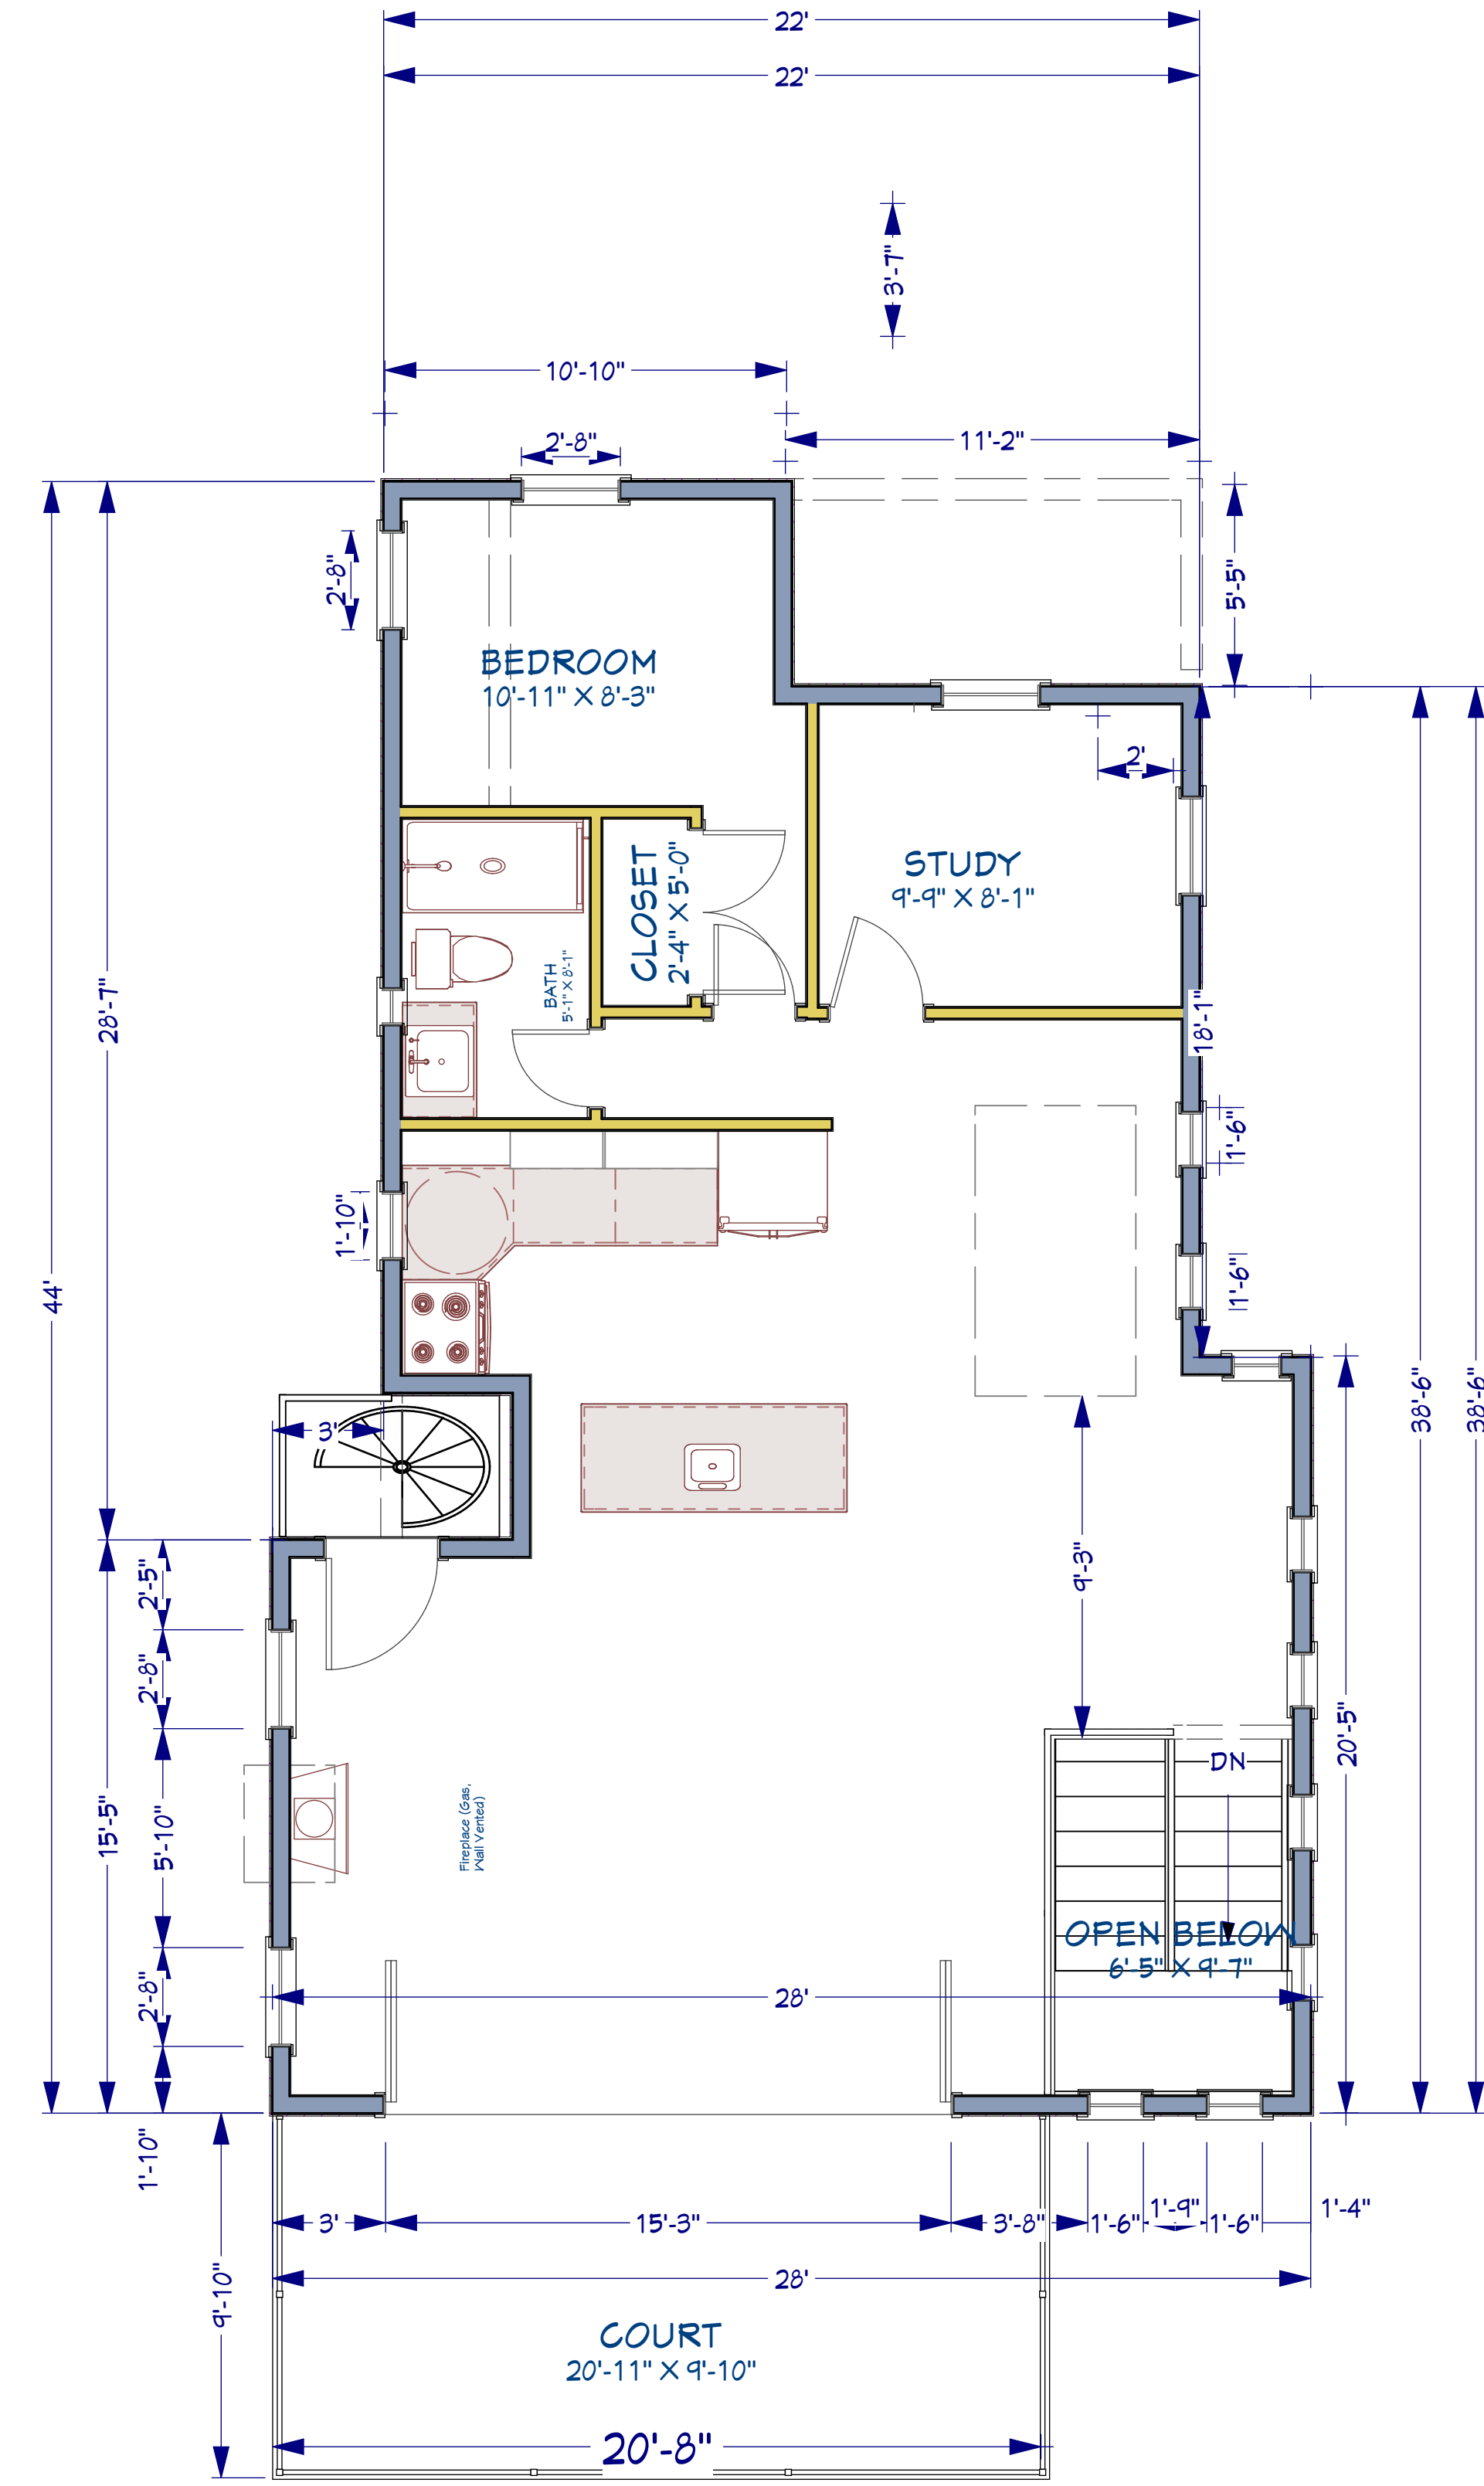 22'
22'
3'-7"
10'-10"
11'-2"
2'-8"
2'-8"
5'-5"
BEDROOM
10'-11" X 8'-3"
2'
STUDY
9'-9" X 8'-1"
CLOSET
2'-4" X 5'-0"
BATH
5'-1" X 8'-1"
28'-7"
18'-1"
1'-6"
1'-10"
1'-6"
44'
38'-6"
38'-6"
3'
9'-3"
2'-5"
2'-8"
20'-5"
DN
Fireplace (Gas,
Wall Vented)
15'-5"
5'-10"
OPEN BELOW
6'-5" X 9'-7"
2'-8"
28'
1'-10"
3'
15'-3"
3'-8"
1'-6"
1'-9"
1'-6"
1'-4"
28'
9'-10"
COURT
20'-11" X 9'-10"
20'-8"